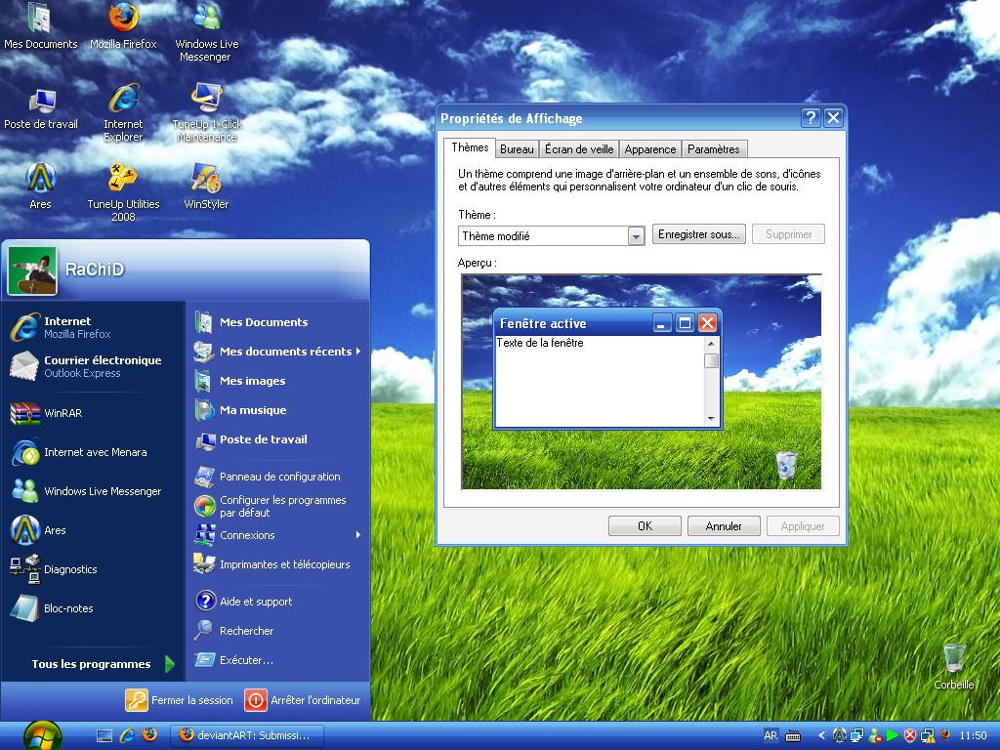 Mes Documents
Mozilla Firefox
Windows Live
Messenger
Poste de travail
Internet
Explorer
TuneUp 1-Click
Maintenance
Ares
TuneUp Utilities
2008
WinStyler
RaChiD
Internet
Mozilla Firefox
Courrier électronique
Outlook Express
WinRAR
Internet avec Menara
Windows Live Messenger
Ares
Diagnostics
Bloc-notes
Tous les programmes
Mes Documents
Mes documents récents
Mes images
Ma musique
Poste de travail
Panneau de configuration
Configurer les programmes
par défaut
Connexions
Imprimantes et télécopieurs
Aide et support
Rechercher
Exécuter...
Fermer la session
Arrêter l'ordinateur
Propriétés de Affichage
Thèmes
Bureau
Écran de veille
Apparence
Paramètres
Un thème comprend une image d'arrière-plan et un ensemble de sons, d'icônes
et d'autres éléments qui personnalisent votre ordinateur d'un clic de souris.
Thème :
Thème modifié
Enregistrer sous...
Supprimer
Aperçu :
Fenêtre active
Texte de la fenêtre
OK
Annuler
Appliquer
Corbeille
deviantART: Submissi...
AR
11:50